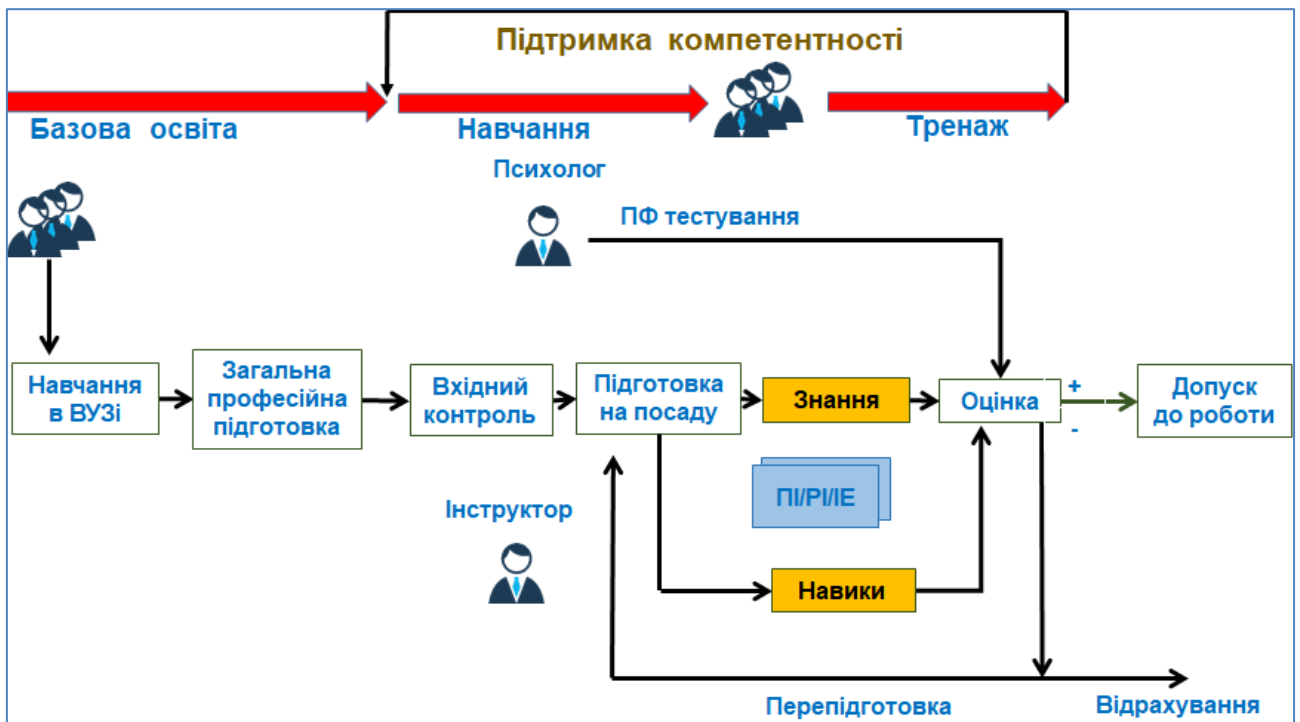 Підтримка компетентності
Базова освіта
Навчання
Тренаж
Психолог
ПФ тестування
Навчання
в ВУЗі
Загальна
професійна
підготовка
Вхідний
контроль
Підготовка
на посаду
Знання
Оцінка
+
-
Допуск
до роботи
ПІ/РІ/ІЕ
Інструктор
Навики
Перепідготовка
Відрахування